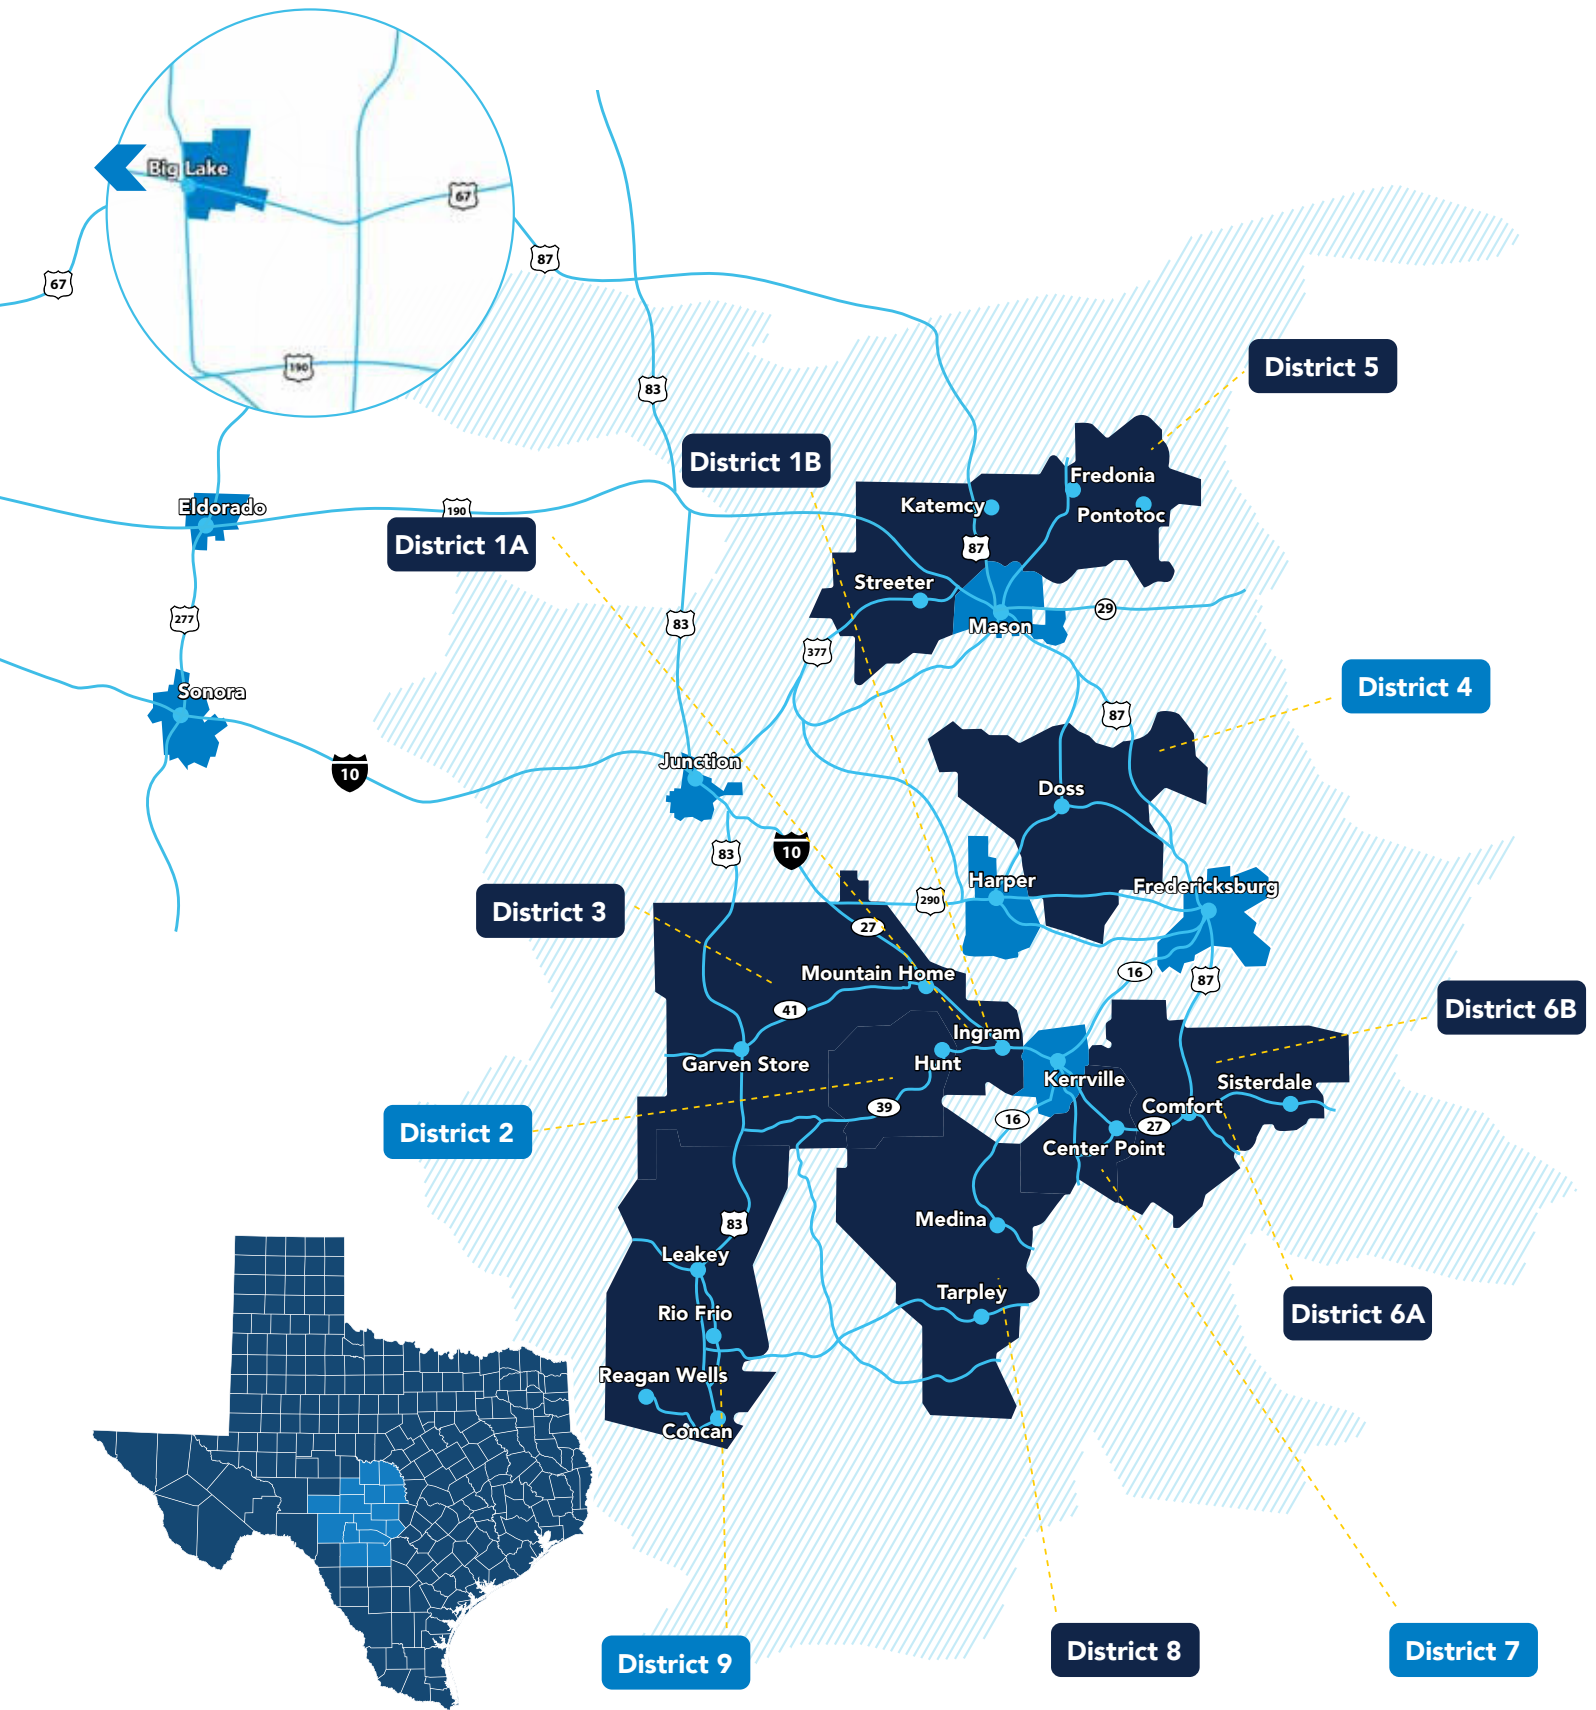 Big Lake
67
67
87
190
83
District 5
District 1B
Fredonia
Katemcy
Pontotoc
Eldorado
190
District 1A
87
Streeter
29
277
83
Mason
377
Sonora
District 4
87
Junction
10
Doss
83
10
Harper
Fredericksburg
290
District 3
27
Mountain Home
16
87
41
District 6B
Ingram
Garven Store
Hunt
Kerrville
Sisterdale
39
Comfort
16
27
District 2
Center Point
Medina
83
Leakey
Tarpley
Rio Frio
District 6A
Reagan Wells
Concan
District 9
District 8
District 7